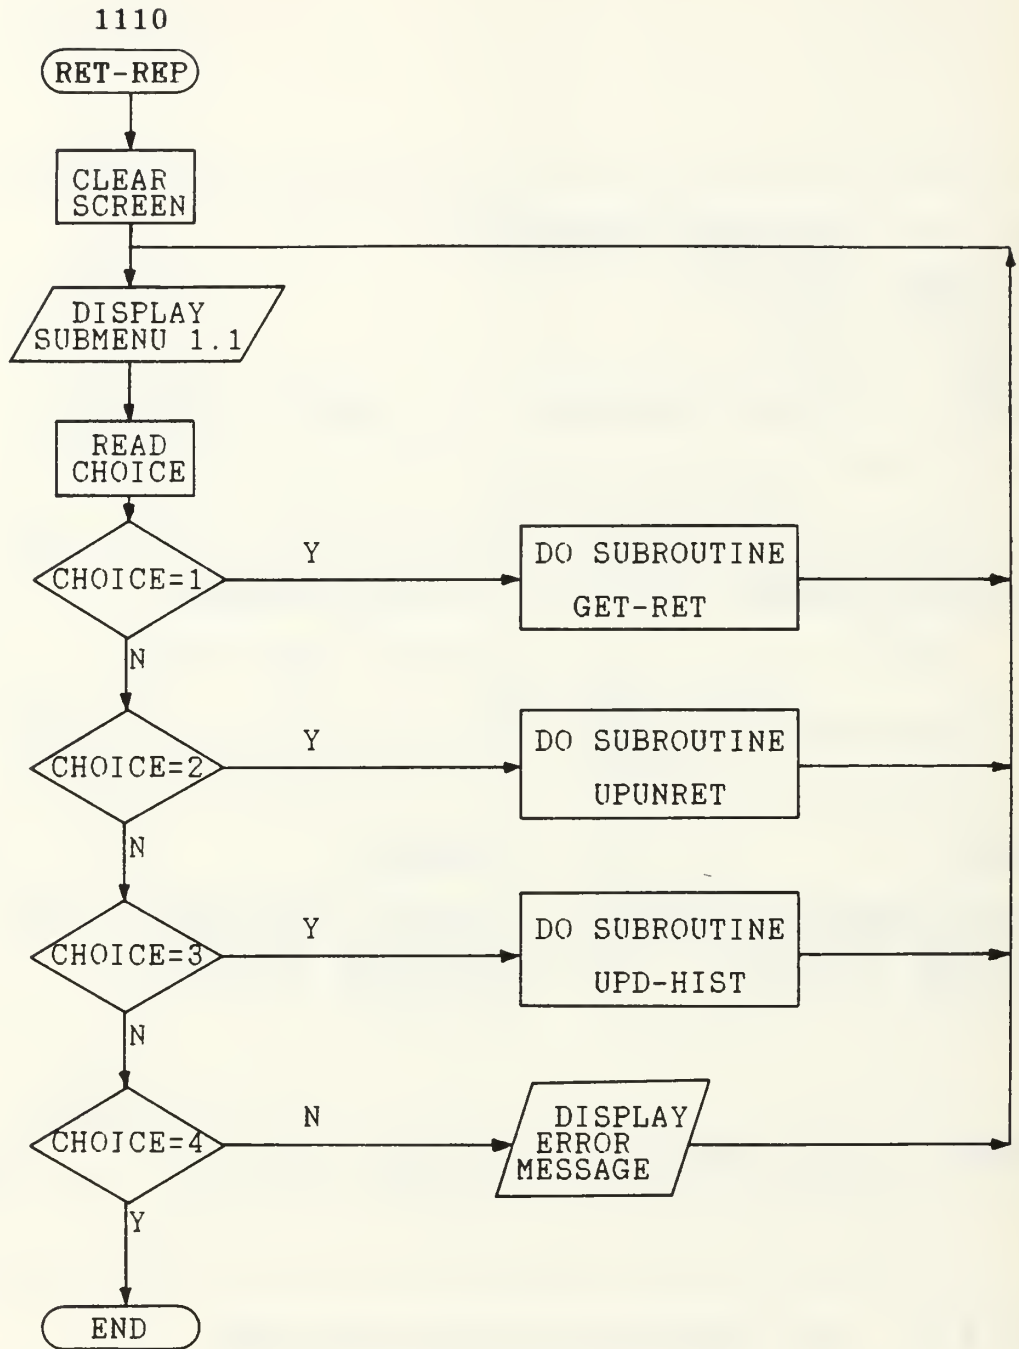 1110
RET-REP
CLEAR
SCREEN
DISPLAY
SUBMENU 1.1
READ
CHOICE
CHOICE=1
Y
DO SUBROUTINE
GET-RET
N
CHOICE=2
Y
DO SUBROUTINE
UPUNRET
N
CHOICE=3
Y
DO SUBROUTINE
UPD-HIST
N
CHOICE=4
N
DISPLAY
ERROR
MESSAGE
Y
END